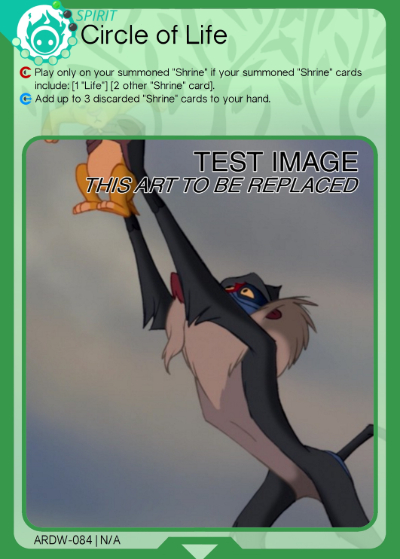 SPIRIT
Circle of Life
C Play only on your summoned "Shrine" if your summoned "Shrine" cards
include: [1 "Life"] [2 other "Shrine" card].
E Add up to 3 discarded "Shrine" cards to your hand.
TEST IMAGE
THIS ART TO BE REPLACED
ARDW-084 | N/A